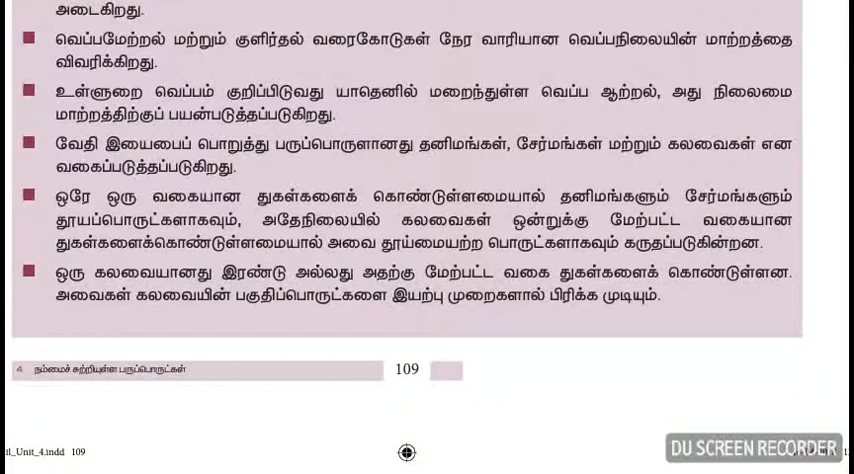 அடைகிறது.
வெப்பமேற்றல் மற்றும் குளிர்தல் வரைகோடுகள் நேர வாரியான வெப்பநிலையின் மாற்றத்தை
விவரிக்கிறது.
உள்ளுறை வெப்பம் குறிப்பிடுவது யாதெனில் மறைந்துள்ள வெப்ப ஆற்றல், அது நிலைமை
மாற்றத்திற்குப் பயன்படுத்தப்படுகிறது.
வேதி இயைபைப் பொறுத்து பருப்பொருளானது தனிமங்கள், சேர்மங்கள் மற்றும் கலவைகள் என
வகைப்படுத்தப்படுகிறது.
ஒரே ஒரு வகையான துகள்களைக் கொண்டுள்ளமையால் தனிமங்களும் சேர்மங்களும்
தூயப்பொருட்களாகவும், அதேநிலையில் கலவைகள் ஒன்றுக்கு மேற்பட்ட வகையான
துகள்களைக்கொண்டுள்ளமையால் அவை தூய்மையற்ற பொருட்களாகவும் கருதப்படுகின்றன.
ஒரு கலவையானது இரண்டு அல்லது அதற்கு மேற்பட்ட வகை துகள்களைக் கொண்டுள்ளன.
அவைகள் கலவையின் பகுதிப்பொருட்களை இயற்பு முறைகளால் பிரிக்க முடியும்.
4 நம்மைச் சுற்றியுள்ள பருப்பொருட்கள் 109
il_Unit_4.indd 109
DU SCREEN RECORDER